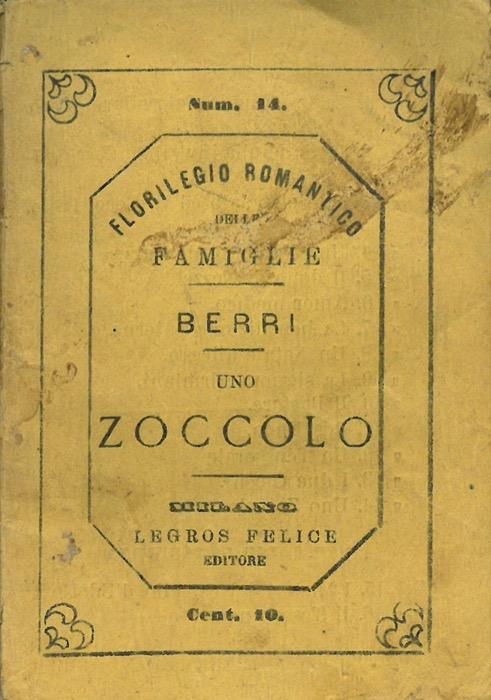 Num. 14.
FLORILEGIO ROMANTICO
DELLE
FAMIGLIE
BERRI
UNO
ZOCCOLO
MILANO
LEGROS FELICE
EDITORE
Cent. 10.